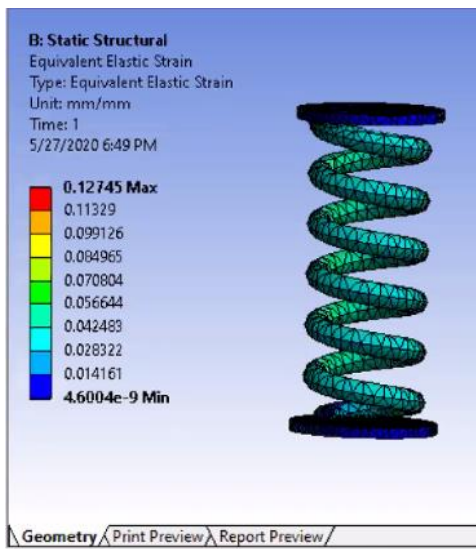 B: Static Structural
Equivalent Elastic Strain
Type: Equivalent Elastic Strain
Unit: mm/mm
Time: 1
5/27/2020 6:49 PM
0.12745 Max
0.11329
0.099126
0.084965
0.070804
0.056644
0.042483
0.028322
0.014161
4.6004e-9 Min
Geometry Print Preview Report Preview